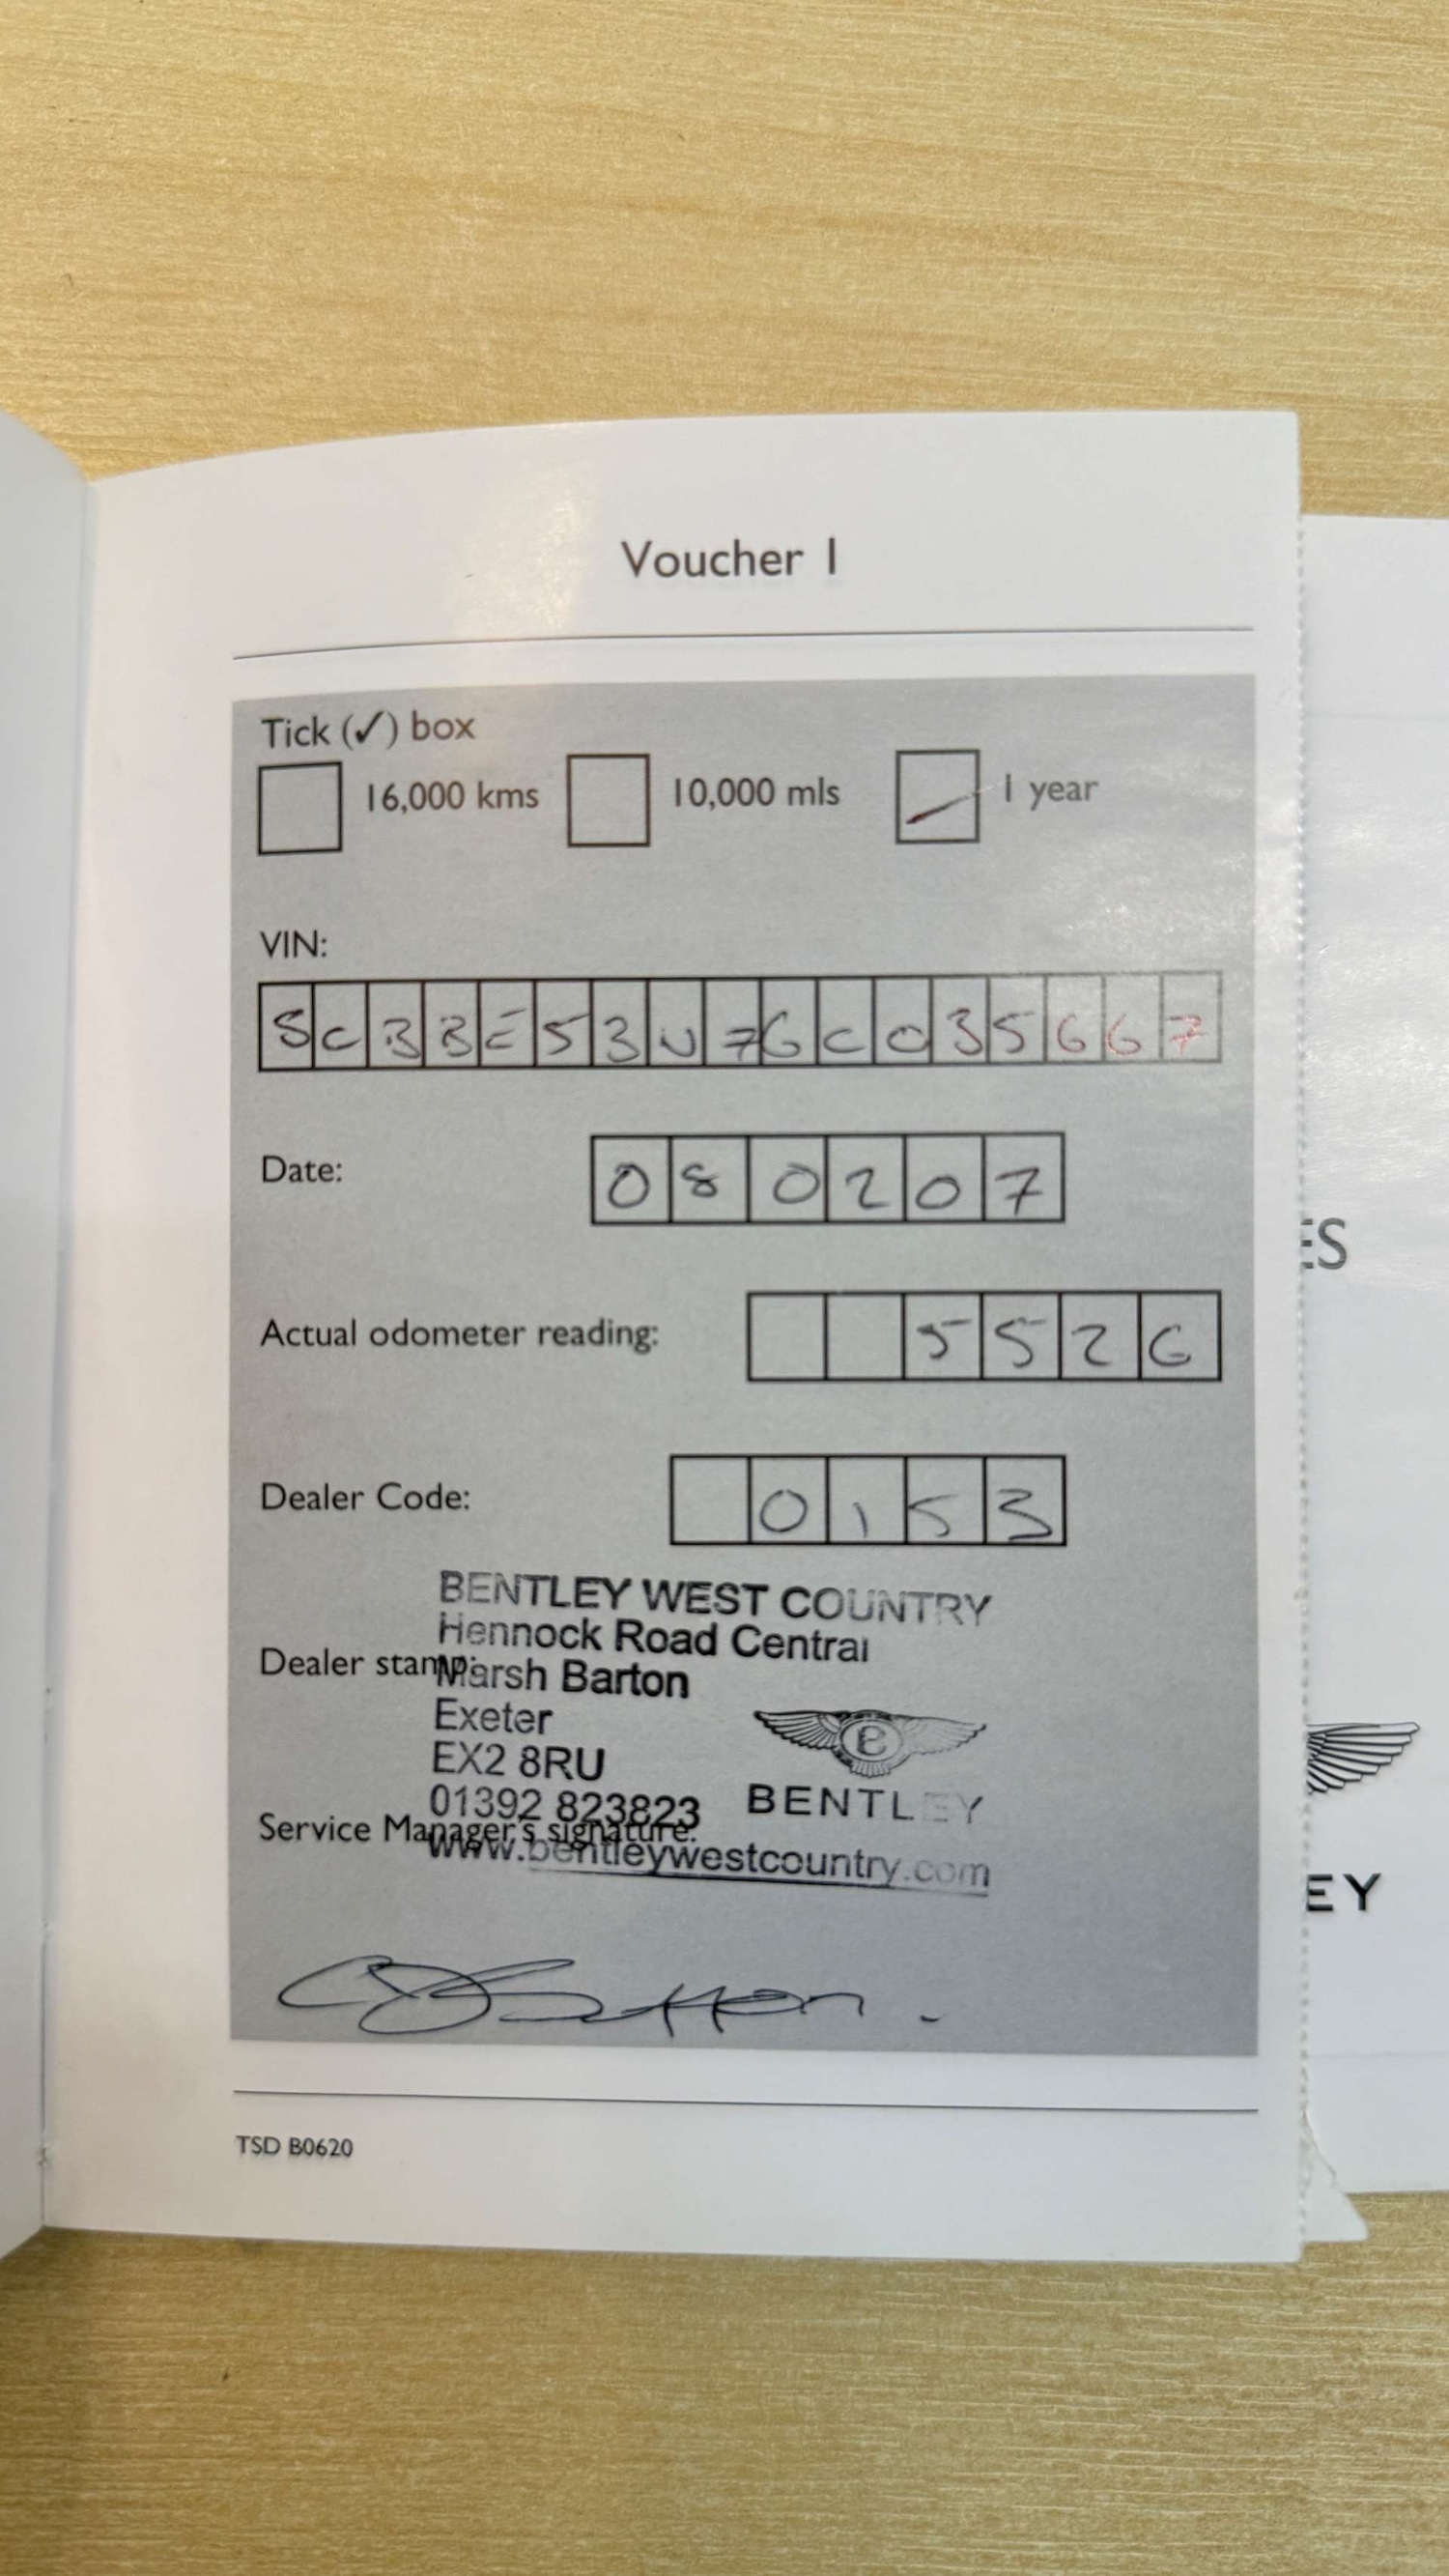 Voucher 1
Tick (✓) box
16,000 kms 10,000 mls 1 year
VIN:
SCBBE53W76C035667
Date:
080207
Actual odometer reading:
5526
Dealer Code:
0153
BENTLEY WEST COUNTRY
Hennock Road Central
Dealer stamp:
Marsh Barton
Exeter
EX2 8RU
01392 823823
BENTLEY
Service Manager's signature:
www.bentleywestcountry.com
TSD B0620
ES
EY